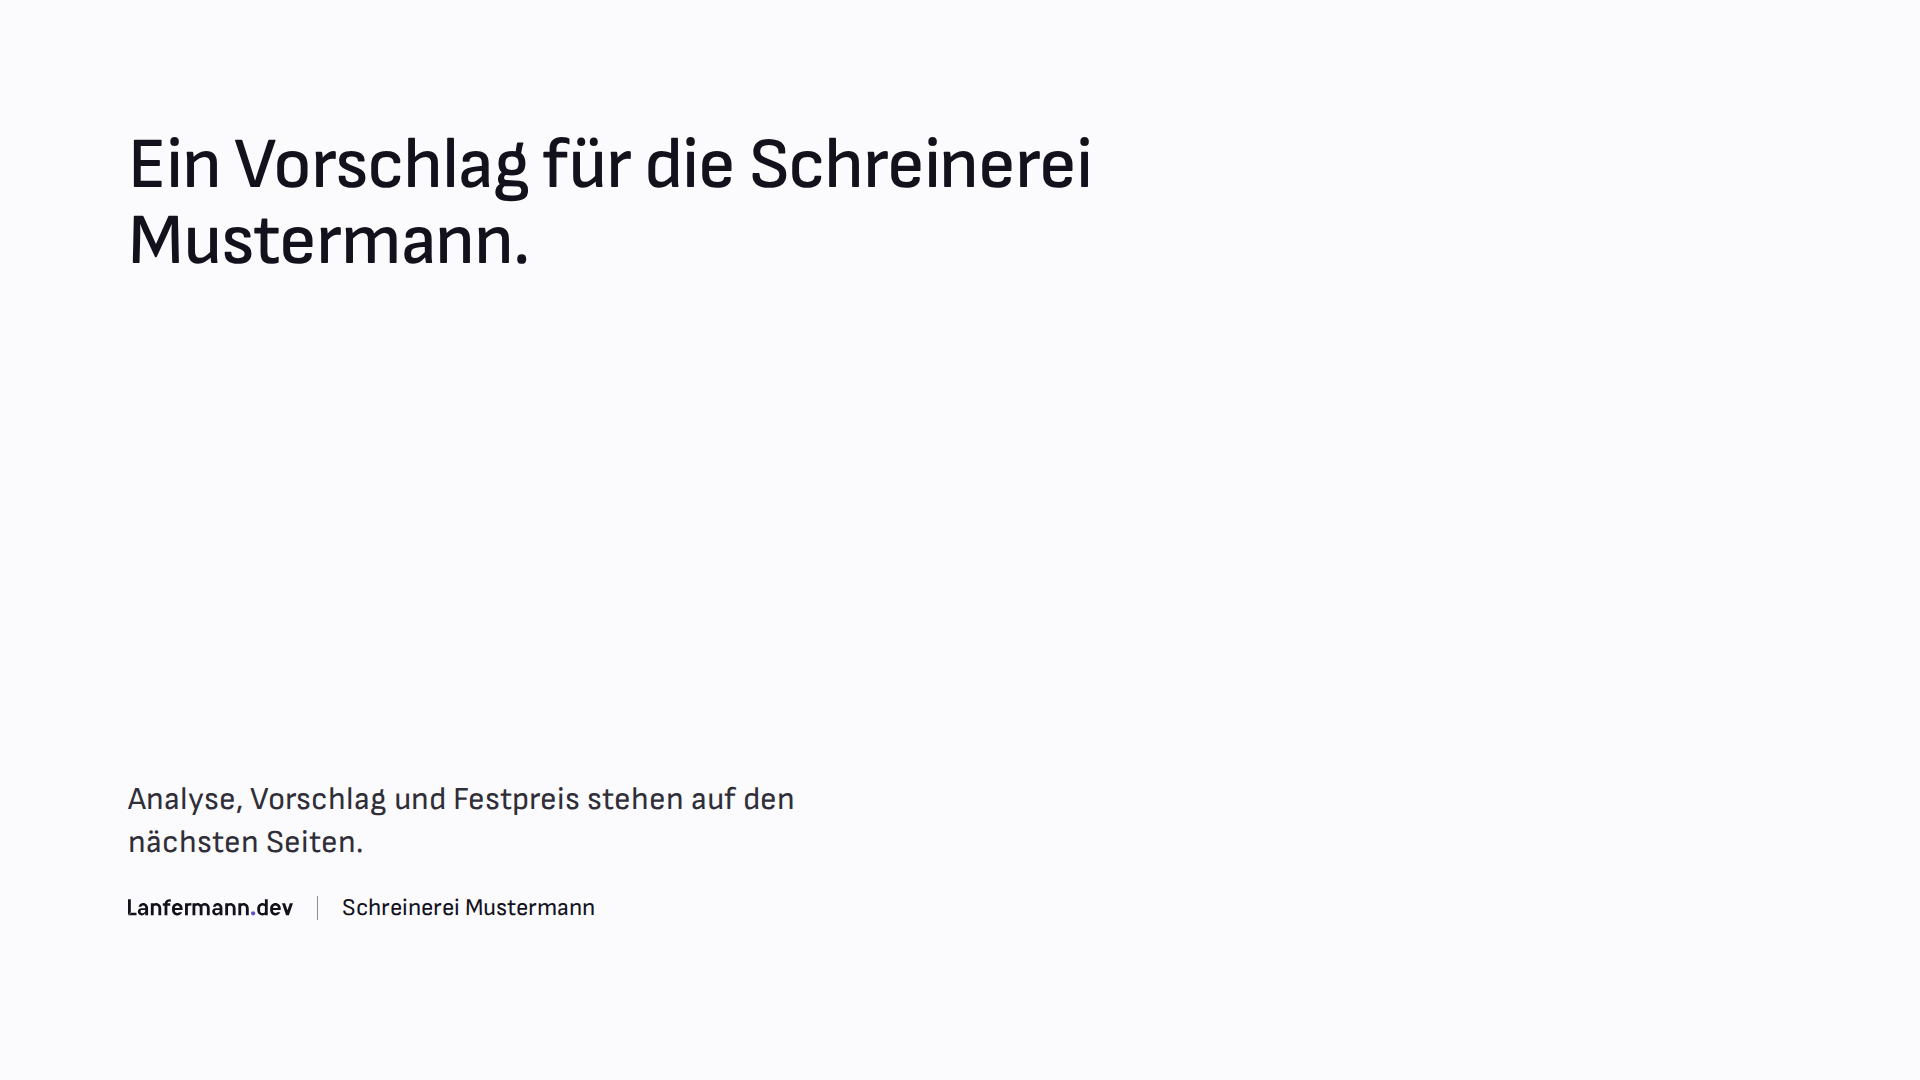 Ein Vorschlag für die Schreinerei
Mustermann.
Analyse, Vorschlag und Festpreis stehen auf den
nächsten Seiten.
Lanfermann.dev | Schreinerei Mustermann